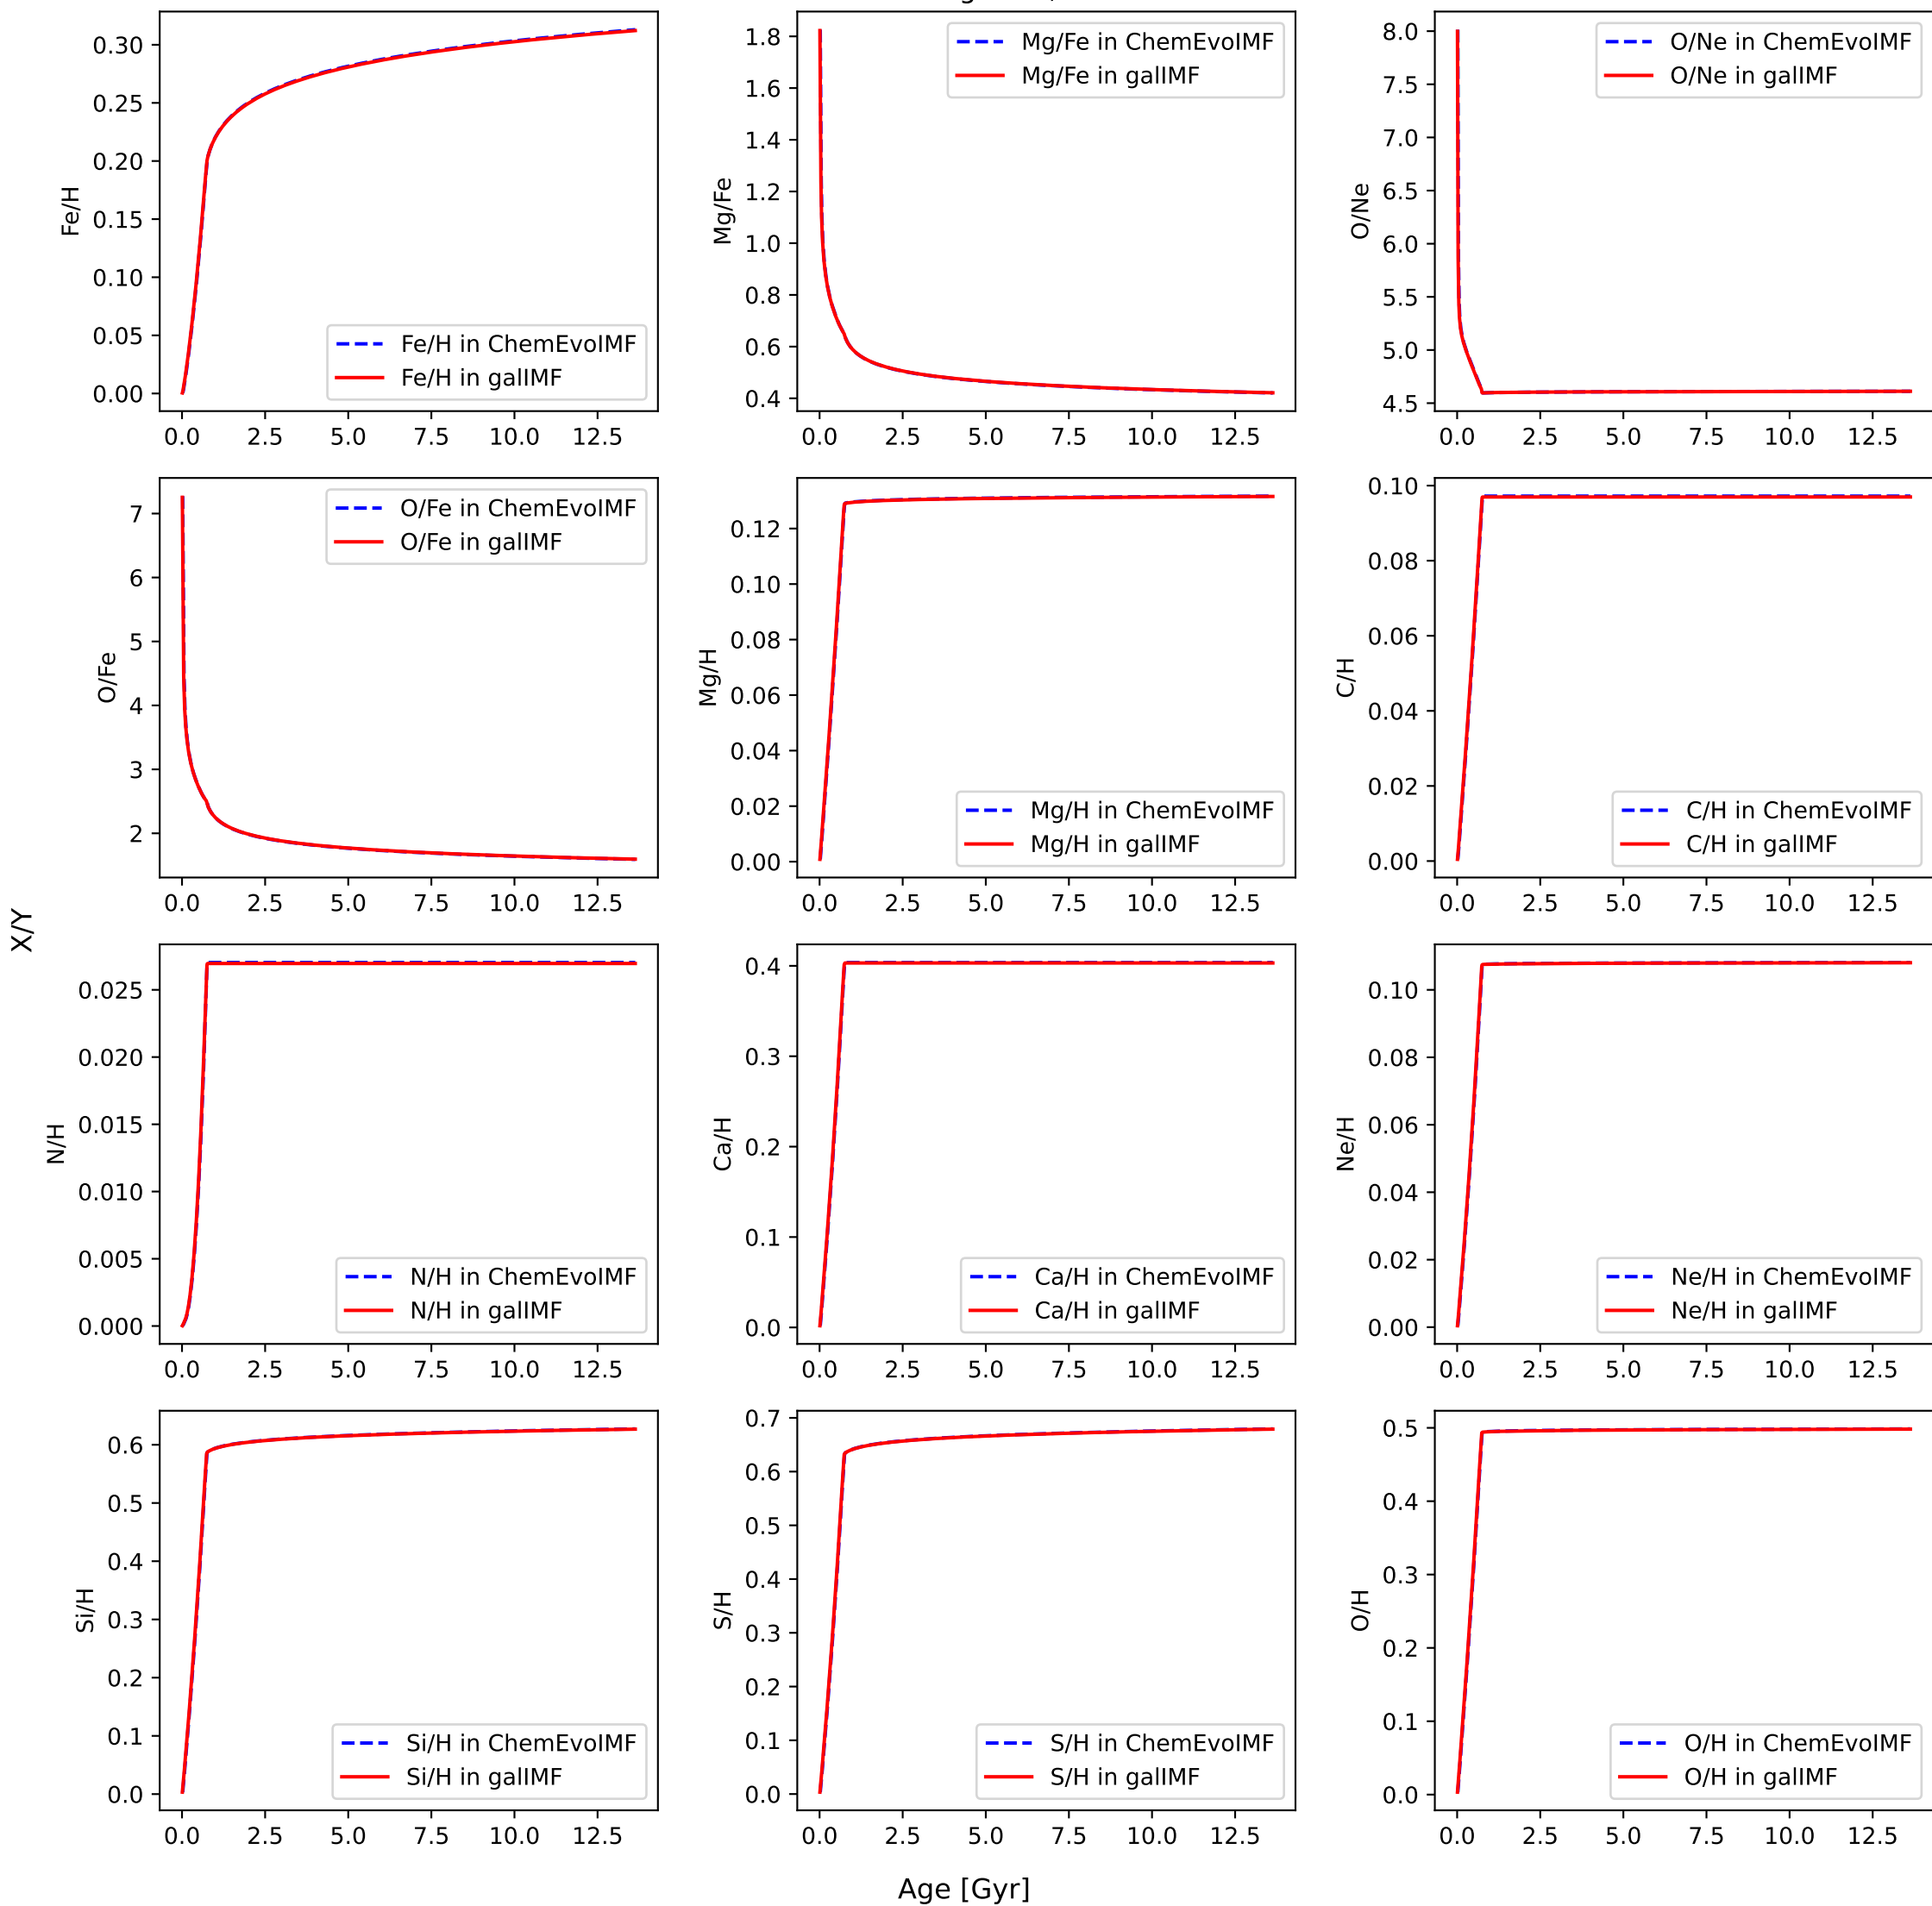 0.30
0.25
0.20
0.15
0.10
0.05
0.00
Fe/H
Fe/H in ChemEvoIMF
Fe/H in galIMF
0.0 2.5 5.0 7.5 10.0 12.5
1.8
1.6
1.4
1.2
1.0
0.8
0.6
0.4
Mg/Fe
Mg/Fe in ChemEvoIMF
Mg/Fe in galIMF
0.0 2.5 5.0 7.5 10.0 12.5
8.0
7.5
7.0
6.5
6.0
5.5
5.0
4.5
O/Ne
O/Ne in ChemEvoIMF
O/Ne in galIMF
0.0 2.5 5.0 7.5 10.0 12.5
7
6
5
4
3
2
O/Fe
O/Fe in ChemEvoIMF
O/Fe in galIMF
0.0 2.5 5.0 7.5 10.0 12.5
0.12
0.10
0.08
0.06
0.04
0.02
0.00
Mg/H
Mg/H in ChemEvoIMF
Mg/H in galIMF
0.0 2.5 5.0 7.5 10.0 12.5
0.10
0.08
0.06
0.04
0.02
0.00
C/H
C/H in ChemEvoIMF
C/H in galIMF
0.0 2.5 5.0 7.5 10.0 12.5
X/Y
0.025
0.020
0.015
0.010
0.005
0.000
N/H
N/H in ChemEvoIMF
N/H in galIMF
0.0 2.5 5.0 7.5 10.0 12.5
0.4
0.3
0.2
0.1
0.0
Ca/H
Ca/H in ChemEvoIMF
Ca/H in galIMF
0.0 2.5 5.0 7.5 10.0 12.5
0.10
0.08
0.06
0.04
0.02
0.00
Ne/H
Ne/H in ChemEvoIMF
Ne/H in galIMF
0.0 2.5 5.0 7.5 10.0 12.5
0.6
0.5
0.4
0.3
0.2
0.1
0.0
Si/H
Si/H in ChemEvoIMF
Si/H in galIMF
0.0 2.5 5.0 7.5 10.0 12.5
0.7
0.6
0.5
0.4
0.3
0.2
0.1
0.0
S/H
S/H in ChemEvoIMF
S/H in galIMF
0.0 2.5 5.0 7.5 10.0 12.5
0.5
0.4
0.3
0.2
0.1
0.0
O/H
O/H in ChemEvoIMF
O/H in galIMF
0.0 2.5 5.0 7.5 10.0 12.5
Age [Gyr]